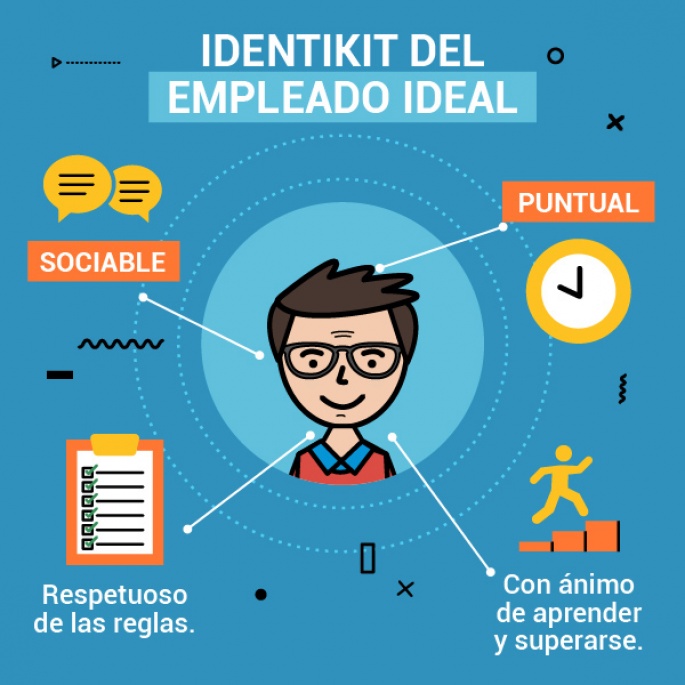 IDENTIKIT DEL
EMPLEADO IDEAL
SOCIABLE
PUNTUAL
Respetuoso
de las reglas.
Con ánimo
de aprender
y superarse.